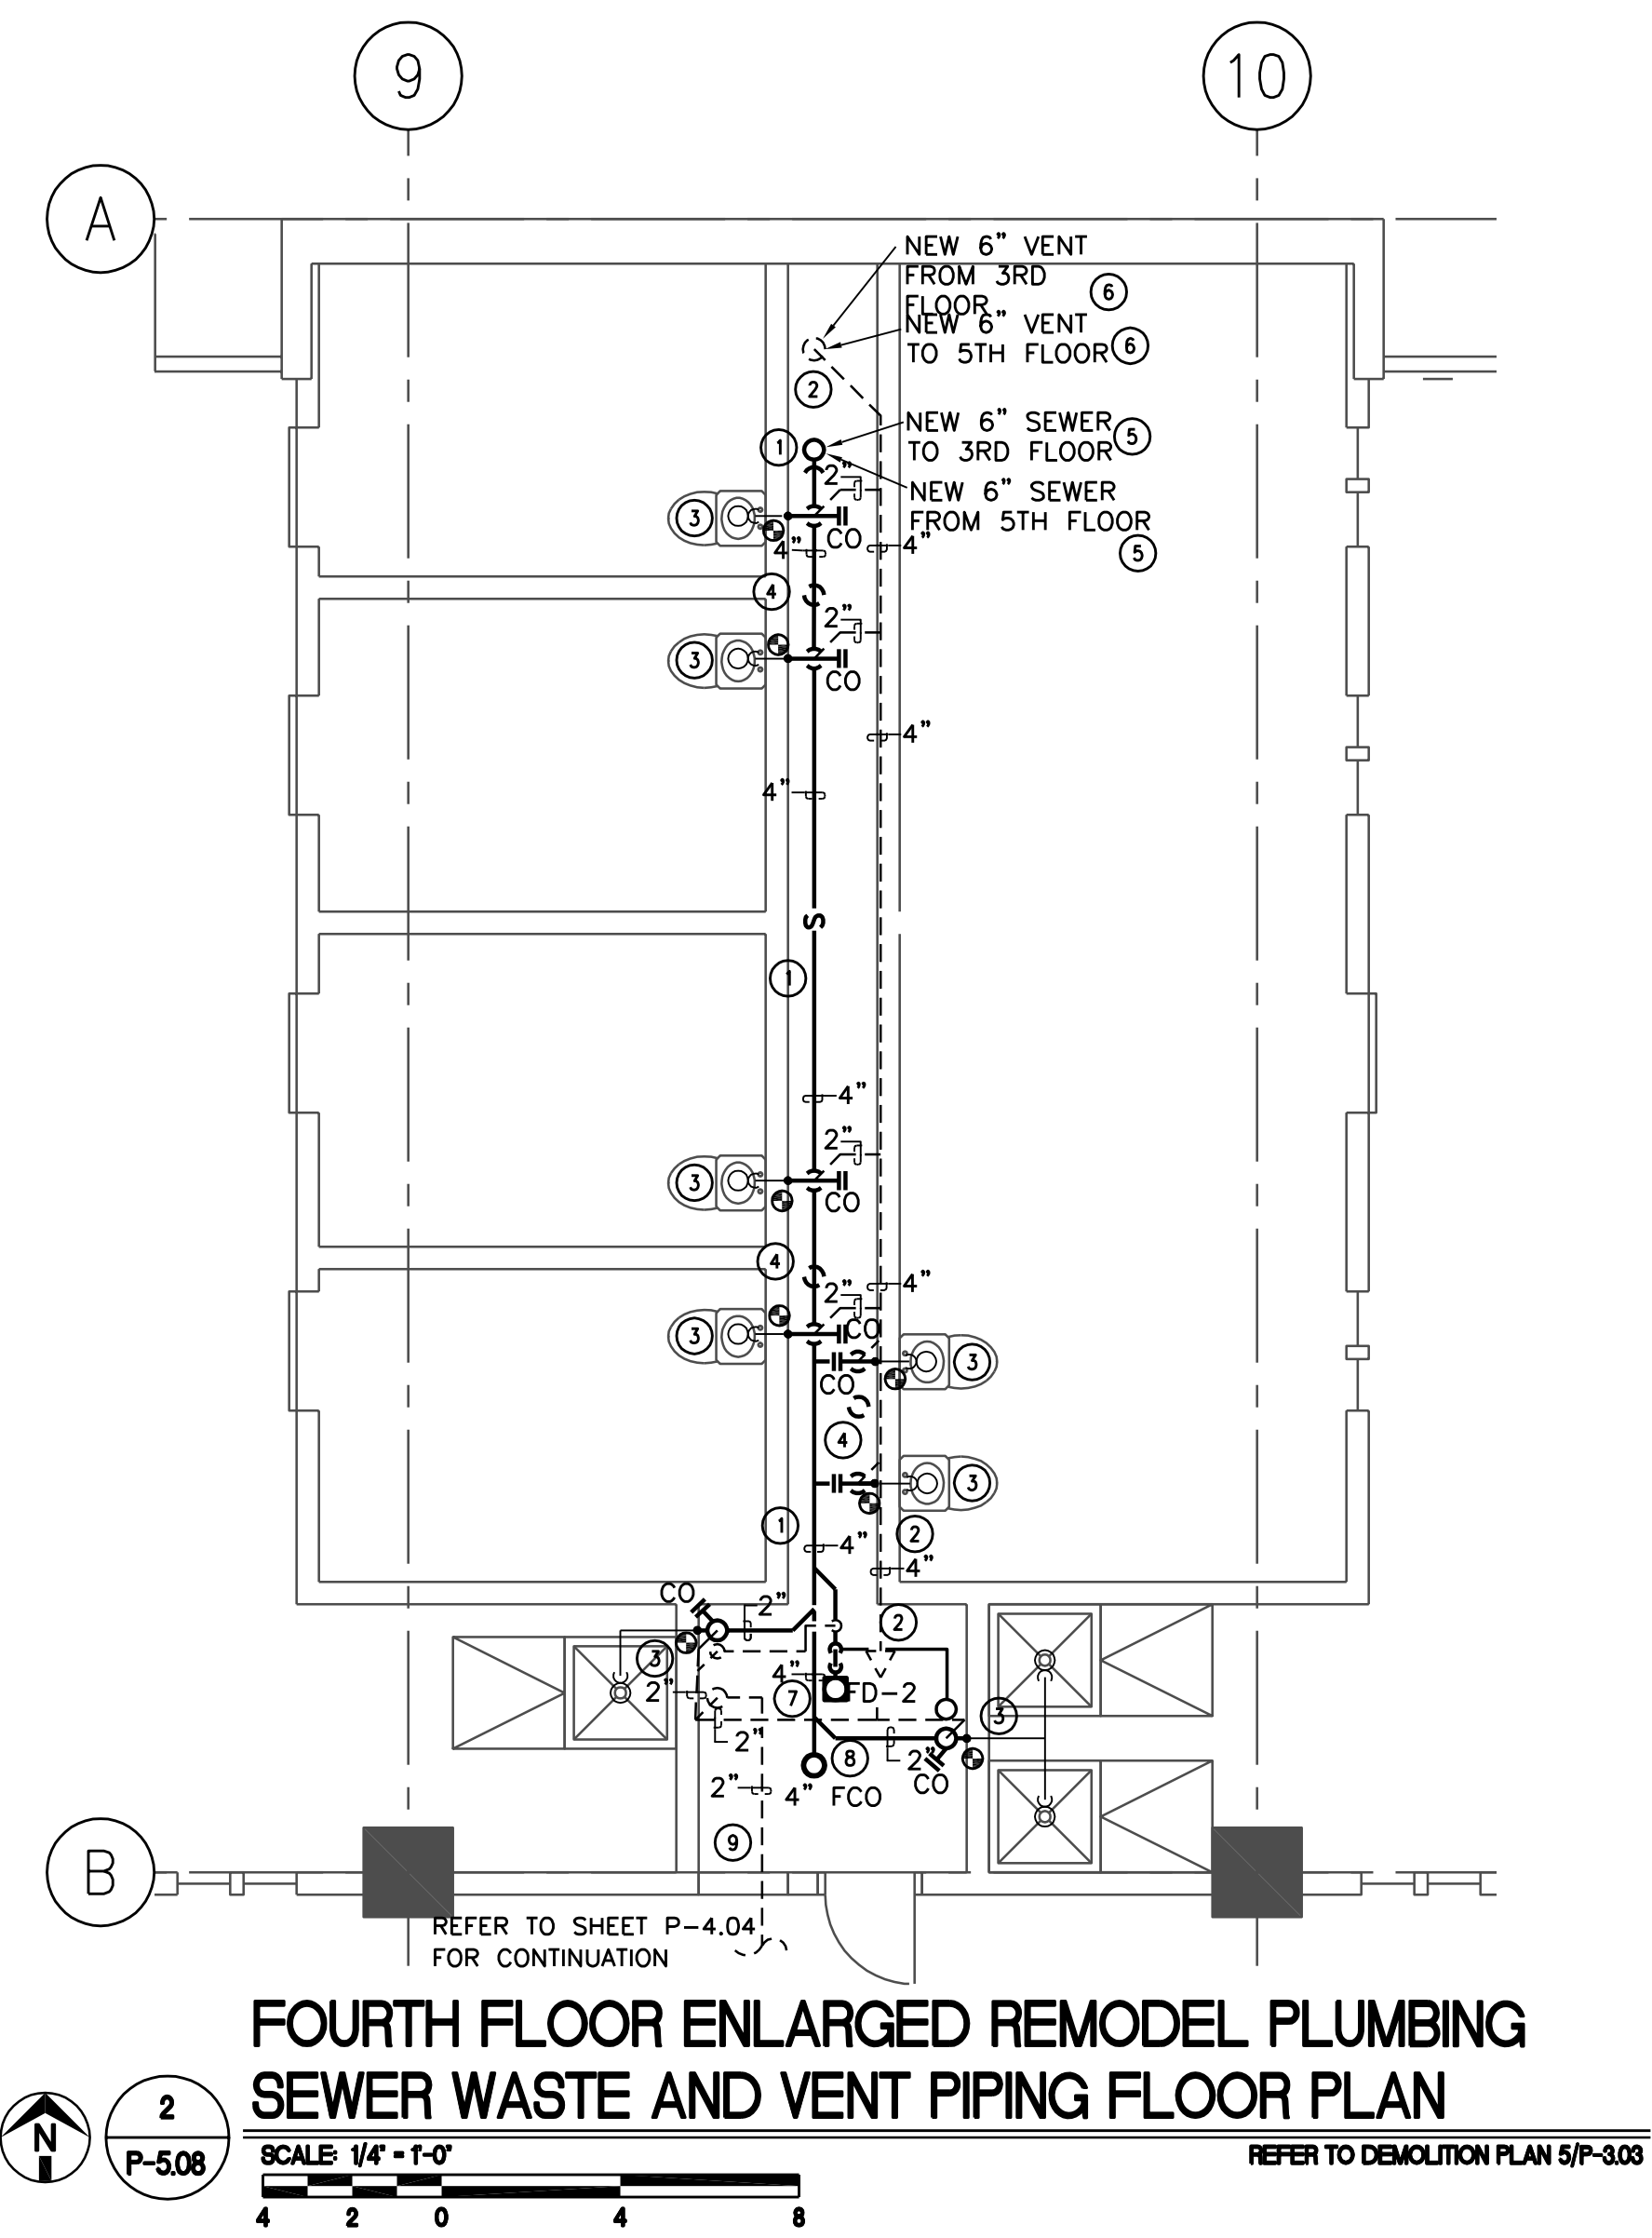 9
10
A
NEW 6" VENT
FROM 3RD
FLOOR
6
NEW 6" VENT
TO 5TH FLOOR
6
2
NEW 6" SEWER
TO 3RD FLOOR
5
1
2"
NEW 6" SEWER
FROM 5TH FLOOR
5
3
CO
4"
4"
4
2"
3
CO
4"
4"
S
1
4"
2"
3
CO
4
4"
2"
CO
3
3
CO
4
3
1
2
4"
4"
CO
2"
2
3
4"
2"
7
FD-2
3
2"
8
2"
CO
2"
4" FCO
9
B
REFER TO SHEET P-4.04
FOR CONTINUATION
FOURTH FLOOR ENLARGED REMODEL PLUMBING
SEWER WASTE AND VENT PIPING FLOOR PLAN
N
2
P-5.08
SCALE: 1/4" = 1'-0"
REFER TO DEMOLITION PLAN 5/P-3.03
4 2 0 4 8